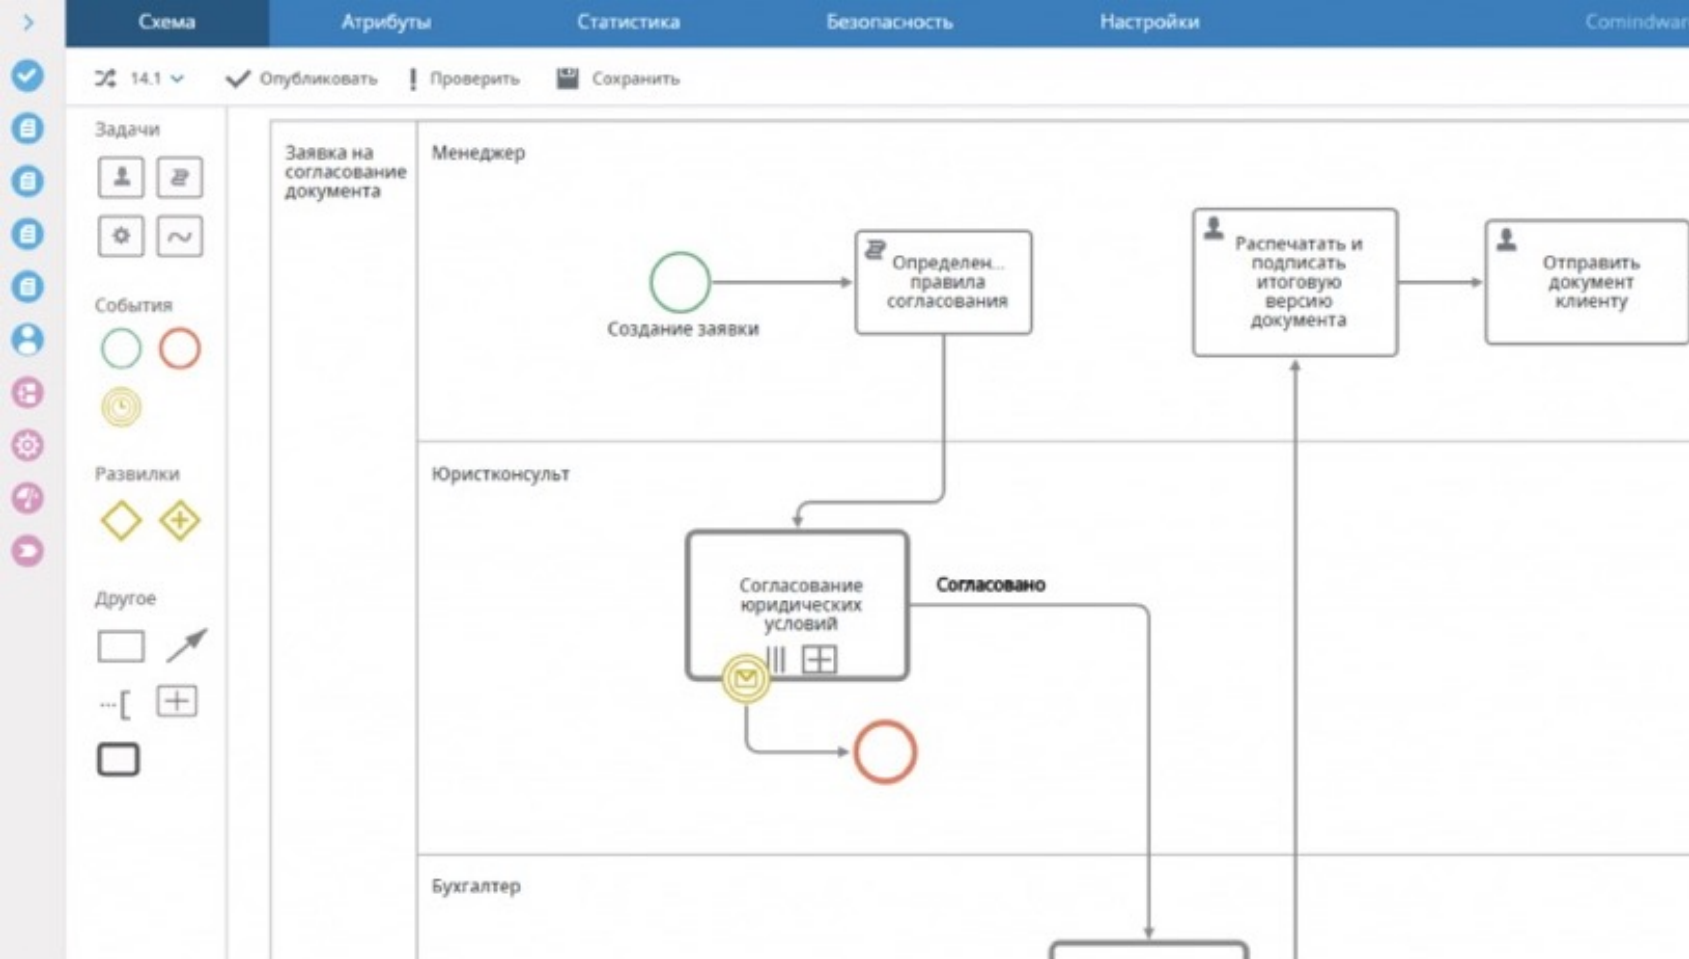 Схема
Атрибуты
Статистика
Безопасность
Настройки
14.1
Опубликовать
Проверить
Сохранить
Задачи
События
Развилки
Другое
Заявка на
согласование
документа
Менеджер
Создание заявки
Определен...
правила
согласования
Распечатать и
подписать
итоговую
версию
документа
Отправить
документ
клиенту
Юристконсульт
Согласование
юридических
условий
Согласовано
Бухгалтер